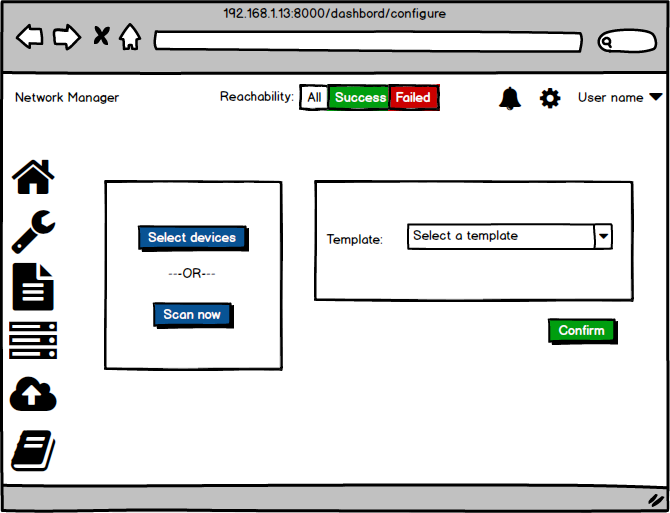 192.168.1.13:8000/dashbord/configure
Network Manager
Reachability: All Success Failed
User name
Select devices
---OR---
Scan now
Template: Select a template
Confirm